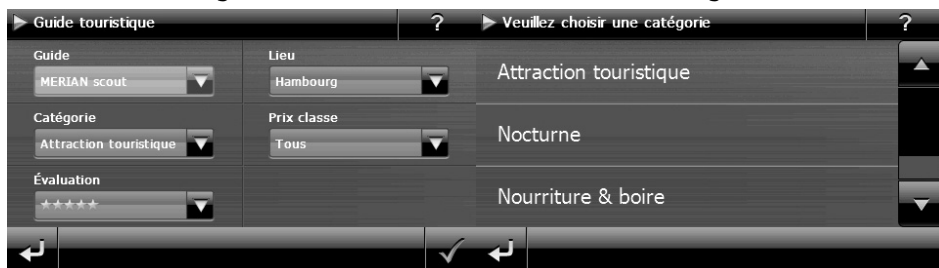 Guide touristique
?
Guide
Lieu
MERIAN scout
Hambourg
Catégorie
Prix classe
Attraction touristique
Tous
Évaluation
★★★★★
Veuillez choisir une catégorie
?
Attraction touristique
Nocturne
Nourriture & boire